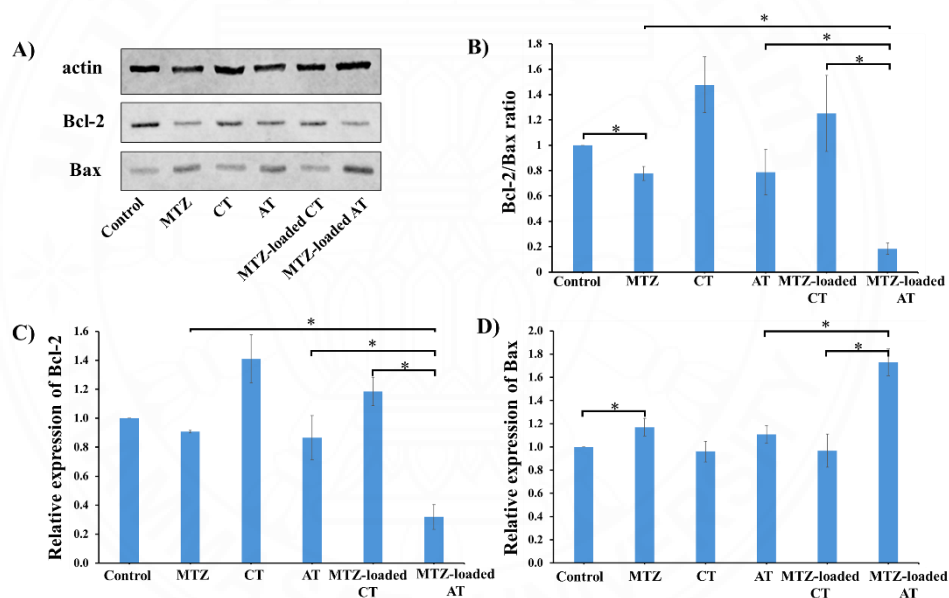 A)
actin
Bcl-2
Bax
Control
MTZ
CT
AT
MTZ-loaded CT
MTZ-loaded AT
B)
Bcl-2/Bax ratio
1.8
1.6
1.4
1.2
1
0.8
0.6
0.4
0.2
0
*
*
*
*
Control
MTZ
CT
AT
MTZ-loaded
CT
MTZ-loaded
AT
C)
Relative expression of Bcl-2
1.6
1.4
1.2
1.0
0.8
0.6
0.4
0.2
0.0
*
*
*
Control
MTZ
CT
AT
MTZ-loaded
CT
MTZ-loaded
AT
D)
Relative expression of Bax
2.0
1.8
1.6
1.4
1.2
1.0
0.8
0.6
0.4
0.2
0.0
*
*
*
Control
MTZ
CT
AT
MTZ-loaded
CT
MTZ-loaded
AT